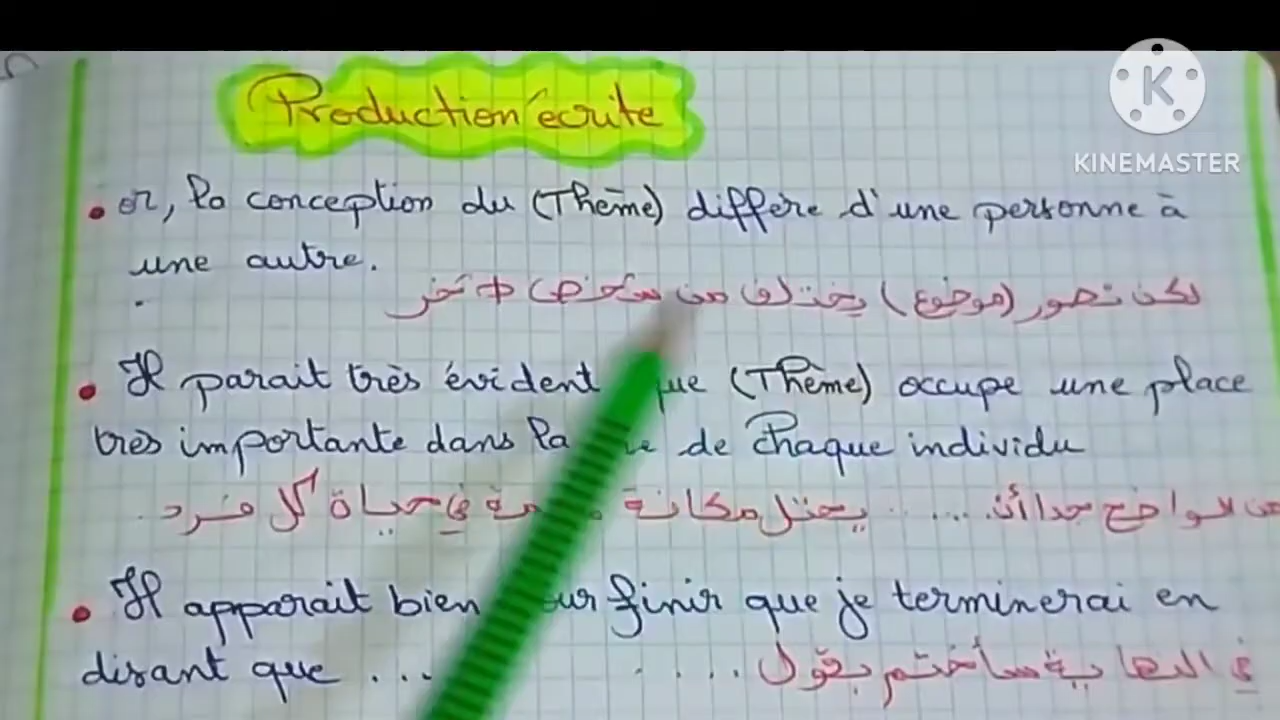 Production écrite
KINEMASTER
or, la conception du (Thème) diffère d'une personne à
une autre.
لكن تصور (موضوع) يختلف من شخص
Il parait très évident que (Thème) occupe une place
très importante dans la de chaque individu
من الواضح جدا أن ..... يحتل مكانة في حياة كل فرد.
Il apparait bien pour finir que je terminerai en
disant que ...
في النهاية سأختم بقول ....